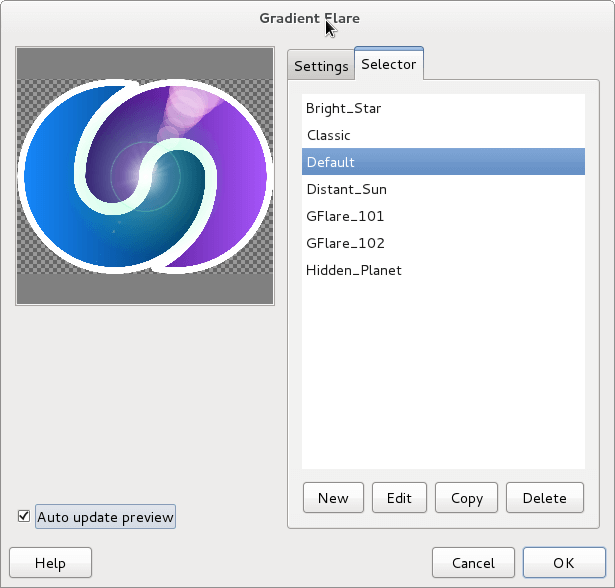 Gradient Flare
Settings
Selector
Bright_Star
Classic
Default
Distant_Sun
GFlare_101
GFlare_102
Hidden_Planet
New
Edit
Copy
Delete
Auto update preview
Help
Cancel
OK